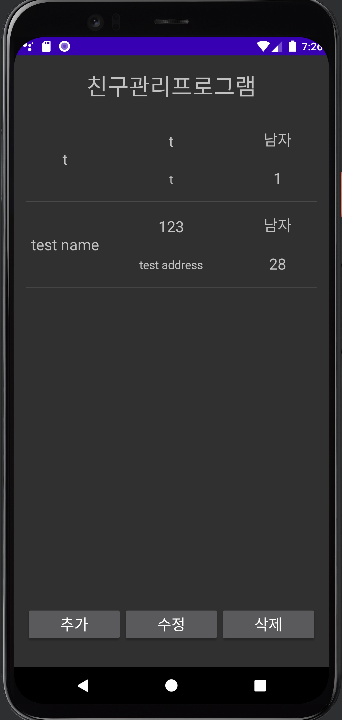 7:26
친구관리프로그램
t 남자
t
t 1
123 남자
test name
test address 28
추가 수정 삭제